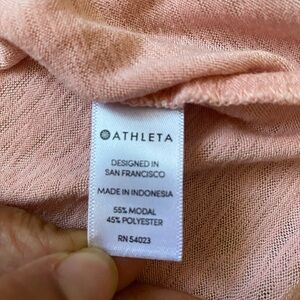 ATHLETA
DESIGNED IN
SAN FRANCISCO
MADE IN INDONESIA
55% MODAL
45% POLYESTER
RN 54023